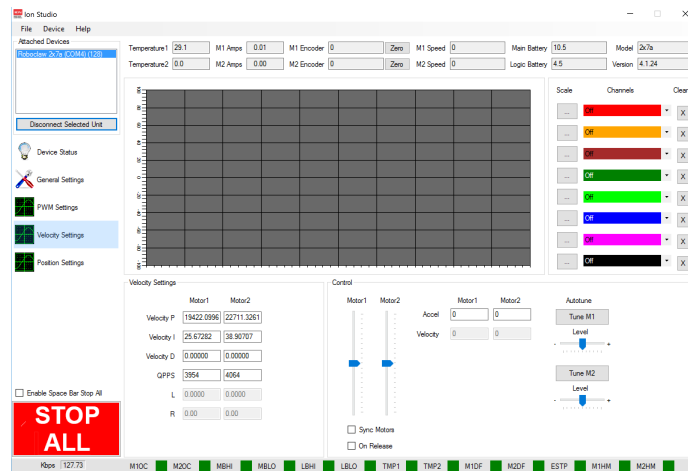 Ion Studio
File Device Help
Attached Devices
Roboclaw 2x7a (COM4) (128)
Disconnect Selected Unit
Temperature1 29.1 M1 Amps 0.01 M1 Encoder 0 Zero M1 Speed 0 Main Battery 10.5 Model 2x7a
Temperature2 0.0 M2 Amps 0.00 M2 Encoder 0 Zero M2 Speed 0 Logic Battery 4.5 Version 4.1.24
Device Status
General Settings
PWM Settings
Velocity Settings
Position Settings
Scale Channels Clear
... Off X
... Off X
... Off X
... Off X
... Off X
... Off X
... Off X
... Off X
Velocity Settings
Motor1 Motor2
Velocity P 19422.0996 22711.3261
Velocity I 25.67282 38.90707
Velocity D 0.00000 0.00000
QPPS 3954 4064
L 0.0000 0.0000
R 0.00 0.00
Control
Motor1 Motor2 Motor1 Motor2
Accel 0 0
Velocity 0 0
Sync Motors
On Release
Autotune
Tune M1
Level
- +
Tune M2
Level
- +
Enable Space Bar Stop All
STOP
ALL
Kbps 127.73 M1OC M2OC MBHI MBLO LBHI LBLO TMP1 TMP2 M1DF M2DF ESTP M1HM M2HM